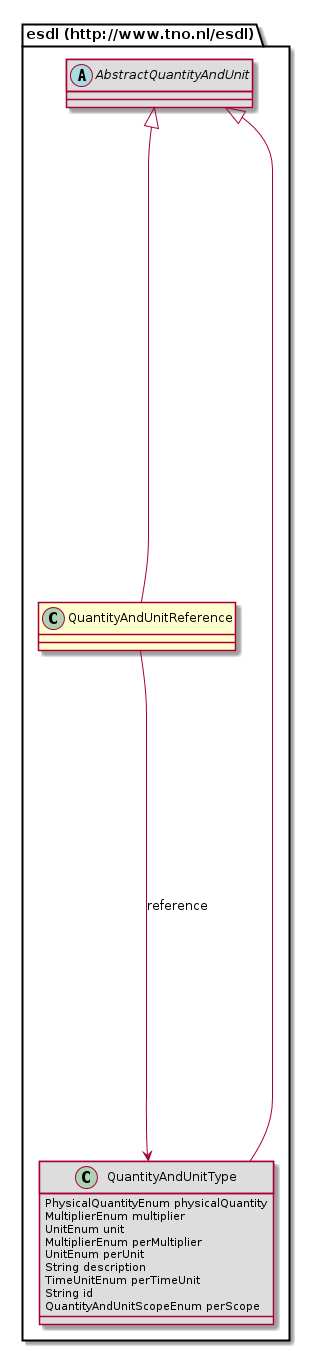 esdl (http://www.tno.nl/esdl)
A AbstractQuantityAndUnit
C QuantityAndUnitReference
reference
C QuantityAndUnitType
PhysicalQuantityEnum physicalQuantity
MultiplierEnum multiplier
UnitEnum unit
MultiplierEnum perMultiplier
UnitEnum perUnit
String description
TimeUnitEnum perTimeUnit
String id
QuantityAndUnitScopeEnum perScope